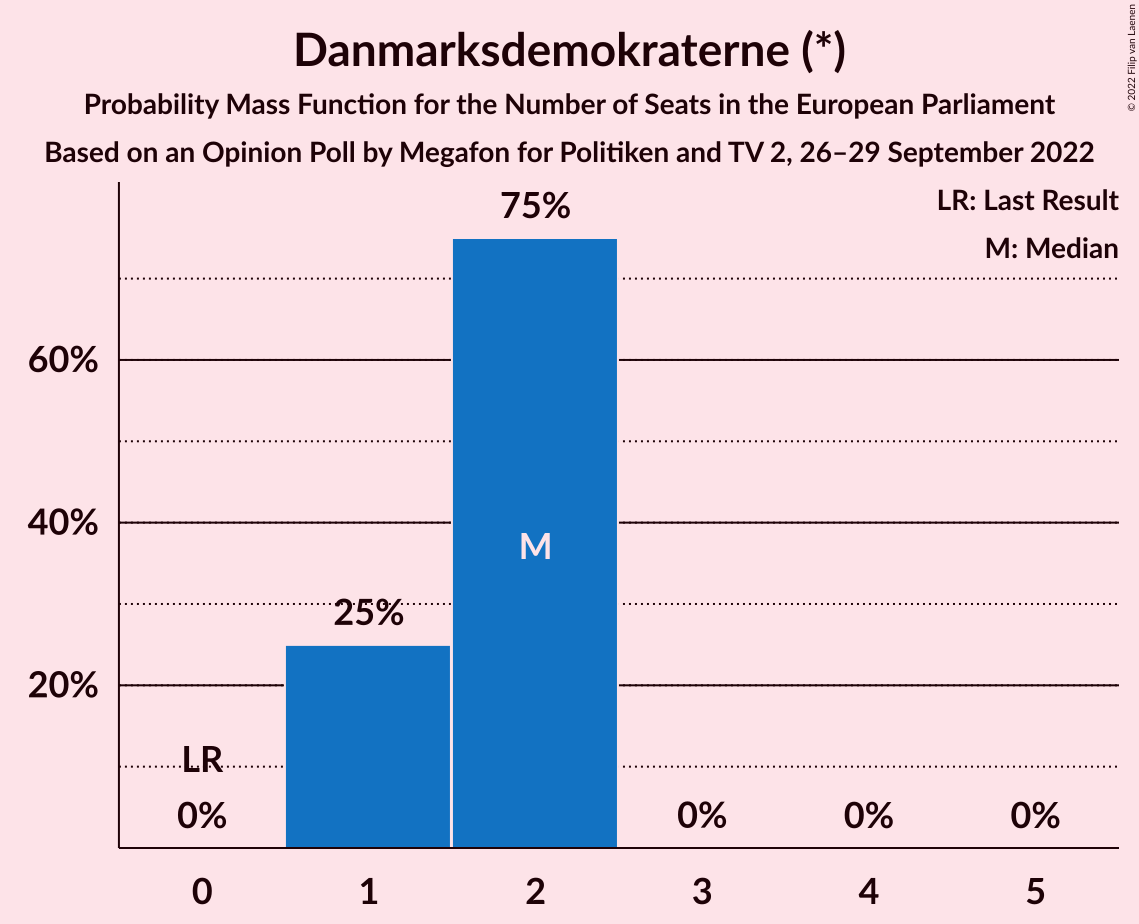 Danmarksdemokraterne (*)
Probability Mass Function for the Number of Seats in the European Parliament
Based on an Opinion Poll by Megafon for Politiken and TV 2, 26–29 September 2022
© 2022 Filip van Laenen
LR: Last Result
M: Median
75%
60%
40%
M
25%
20%
LR
0%
0%
0%
0%
0
1
2
3
4
5